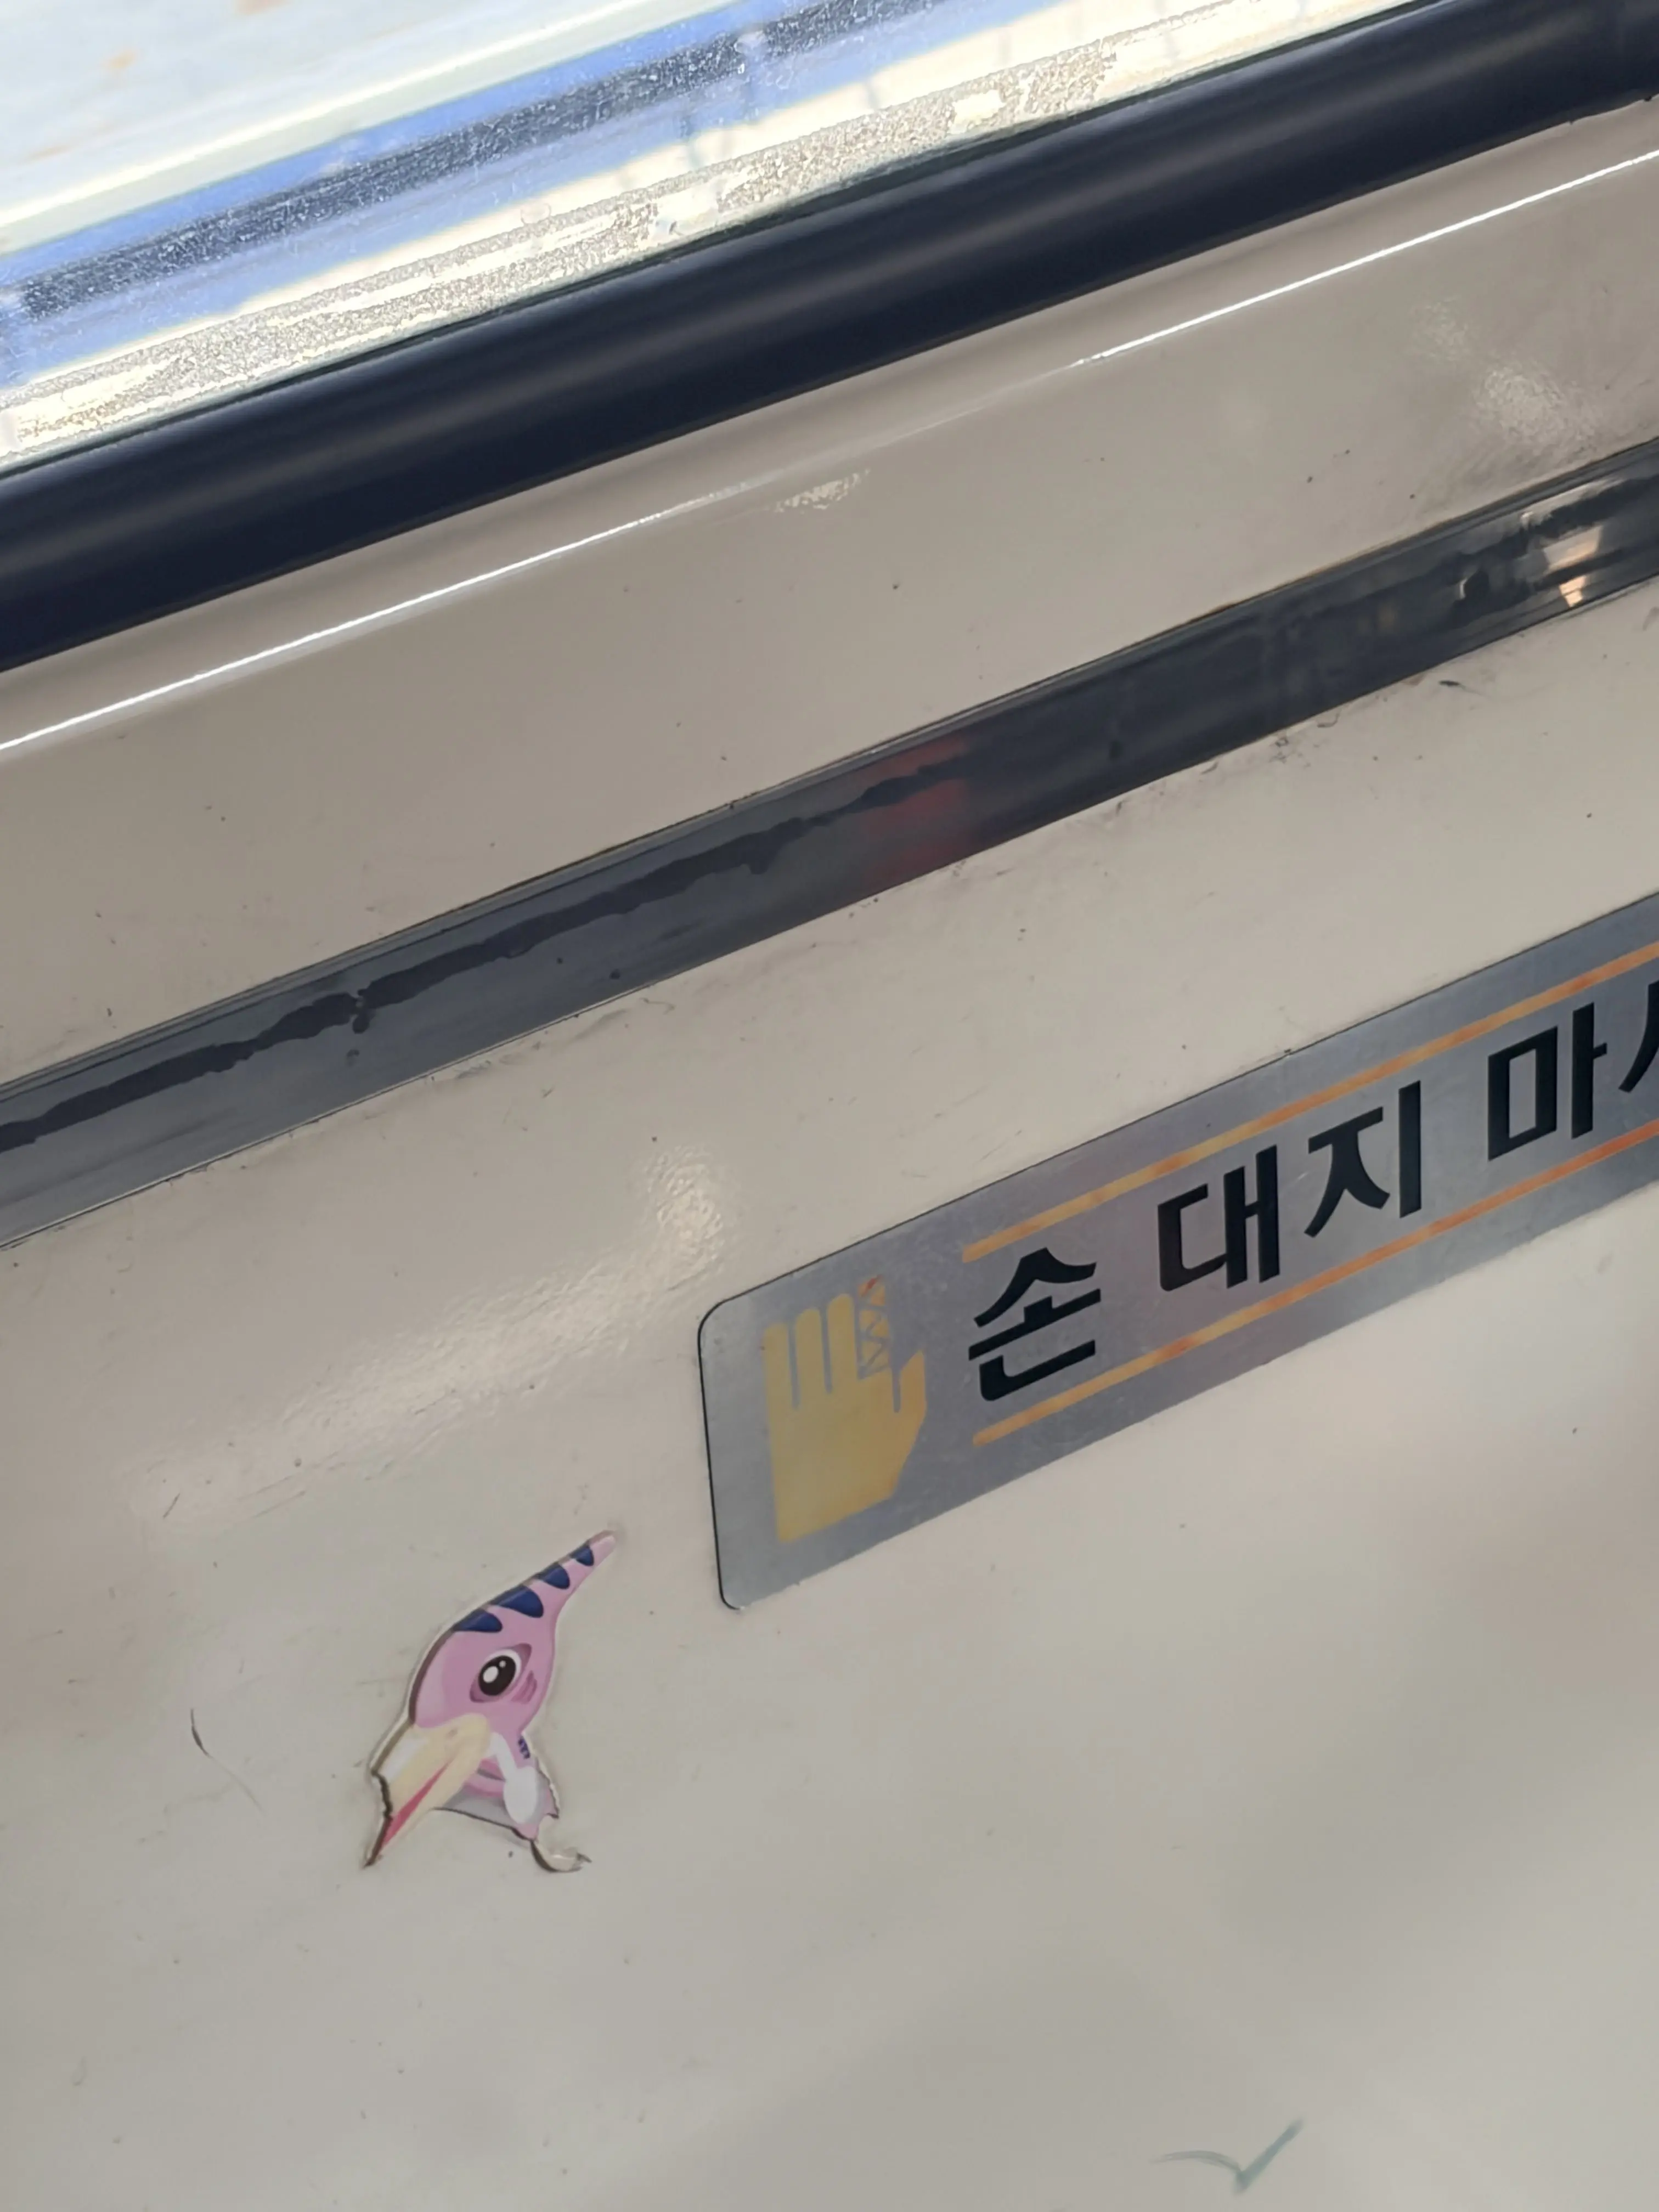 손 대지 마